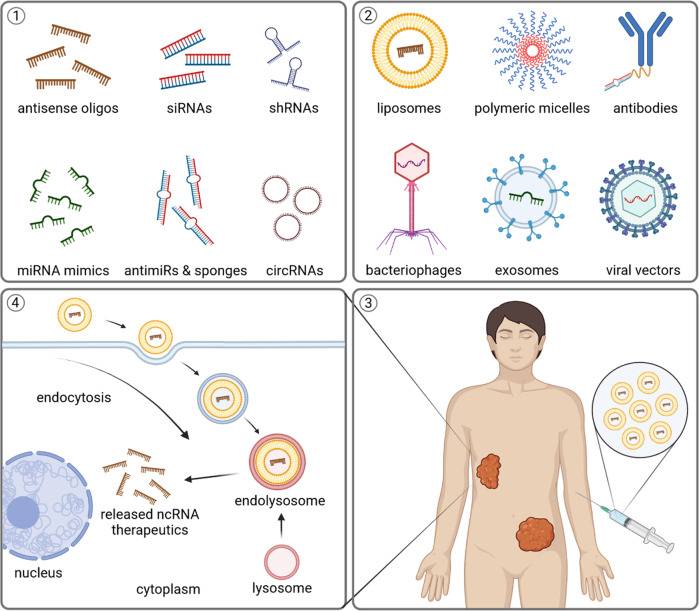 1
antisense oligos
siRNAs
shRNAs
miRNA mimics
antimiRs & sponges
circRNAs
2
liposomes
polymeric micelles
antibodies
bacteriophages
exosomes
viral vectors
4
endocytosis
endolysosome
released ncRNA
therapeutics
nucleus
cytoplasm
lysosome
3